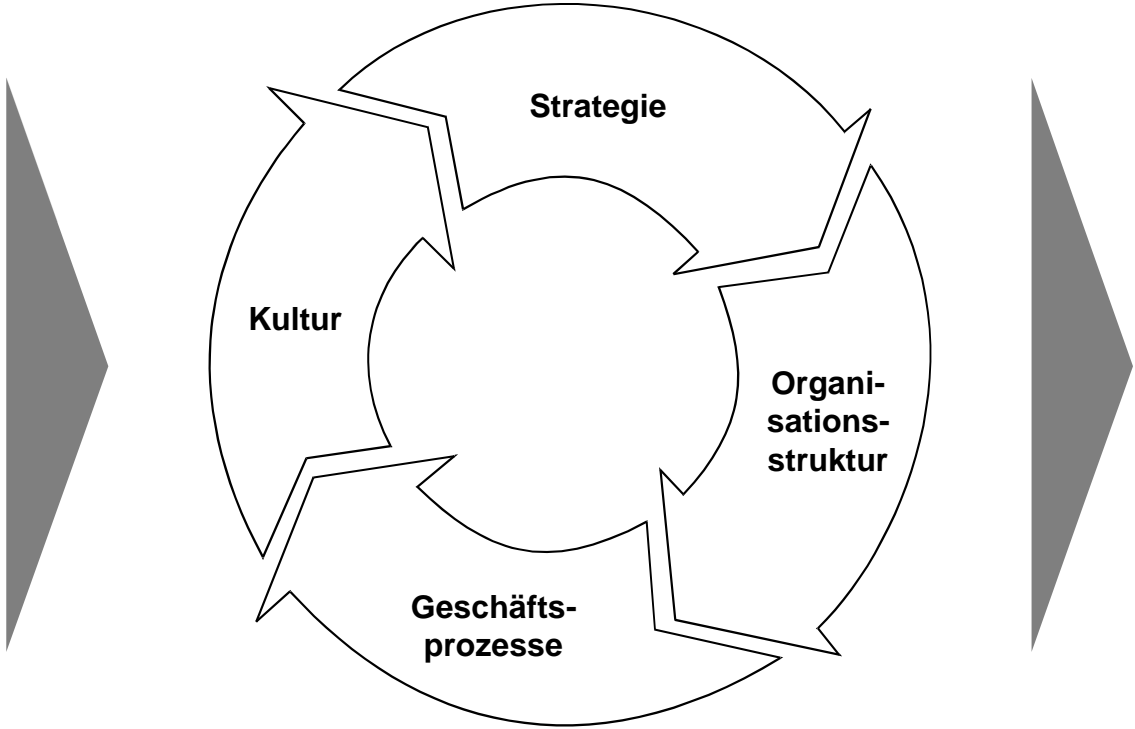 Strategie
Kultur
Organi-
sations-
struktur
Geschäfts-
prozesse